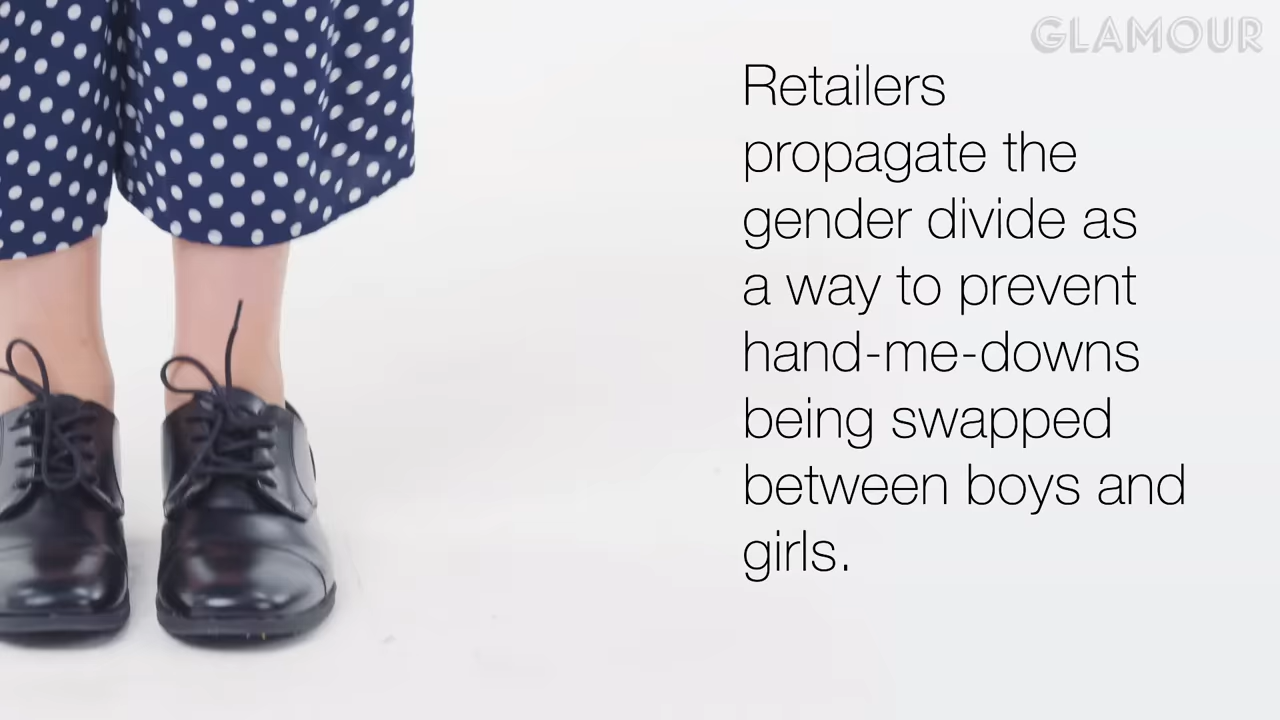 GLAMOUR
Retailers
propagate the
gender divide as
a way to prevent
hand-me-downs
being swapped
between boys and
girls.